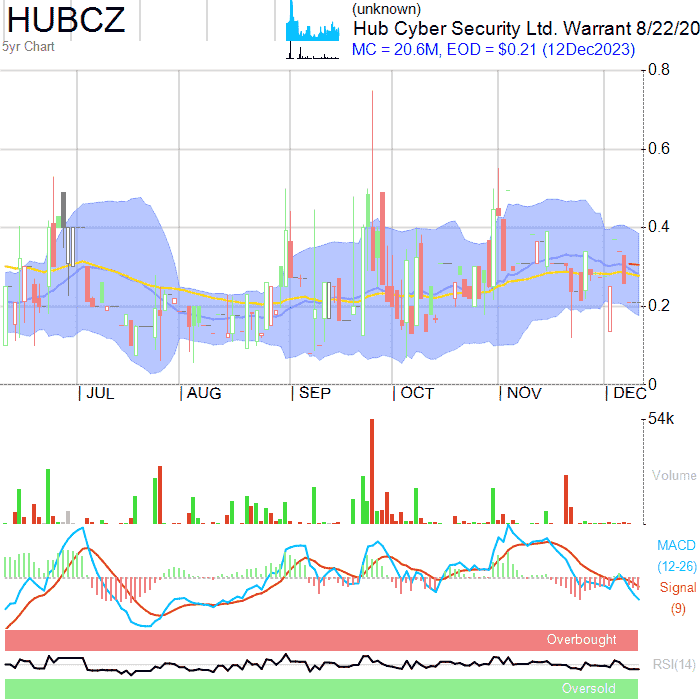 HUBCZ
5yr Chart
(unknown)
Hub Cyber Security Ltd. Warrant 8/22/20
MC = 20.6M, EOD = $0.21 (12Dec2023)
0.8
0.6
0.4
0.2
0
JUL AUG SEP OCT NOV DEC
54k
Volume
MACD
(12-26)
Signal
(9)
Overbought
RSI(14)
Oversold